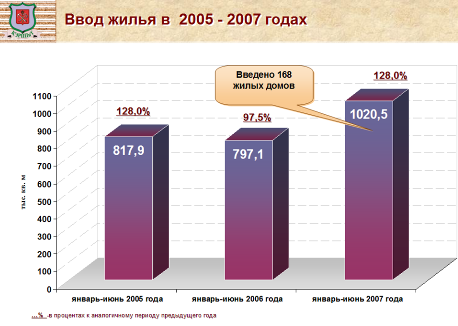 Ввод жилья в 2005 - 2007 годах
Введено 168
жилых домов
128,0%
97,5%
128,0%
817,9
797,1
1020,5
тыс. кв. м
1100
1000
900
800
700
600
500
400
300
200
100
0
январь-июнь 2005 года
январь-июнь 2006 года
январь-июнь 2007 года
...% -в процентах к аналогичному периоду предыдущего года